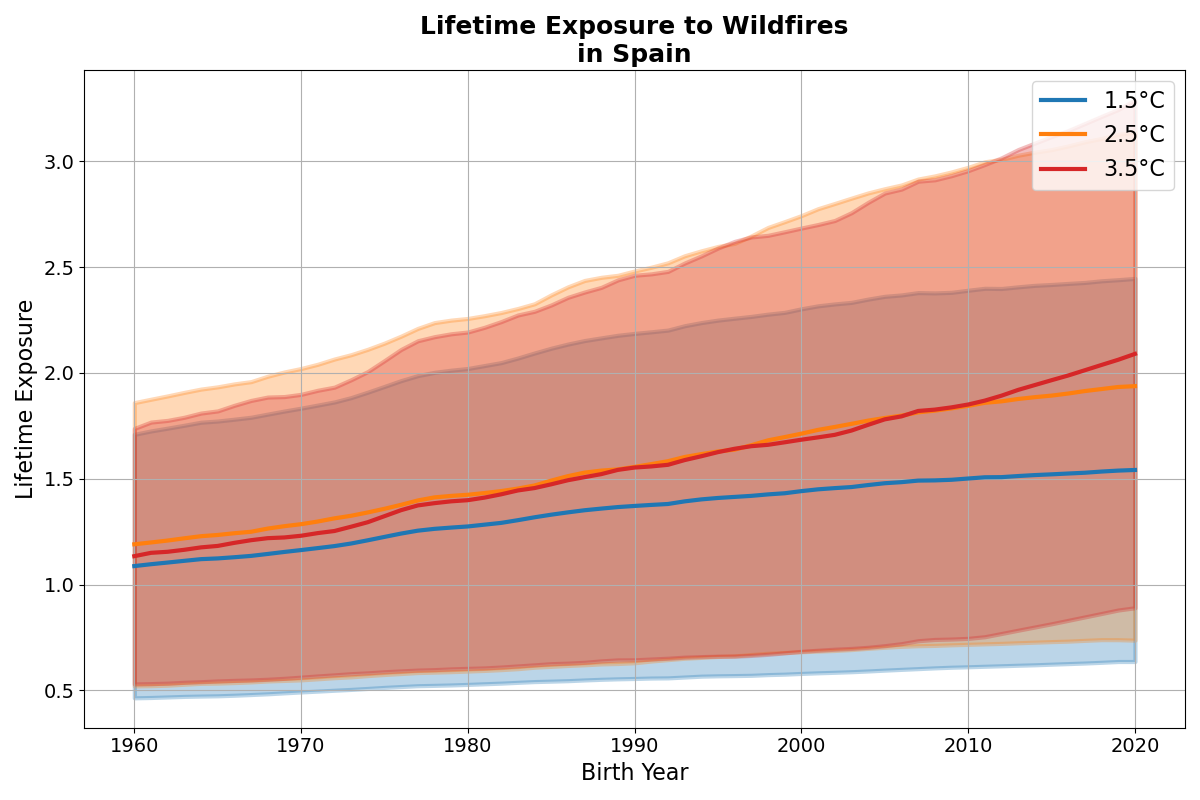 Lifetime Exposure to Wildfires
in Spain
1.5°C
2.5°C
3.5°C
3.0
2.5
2.0
1.5
1.0
0.5
Lifetime Exposure
1960
1970
1980
1990
2000
2010
2020
Birth Year